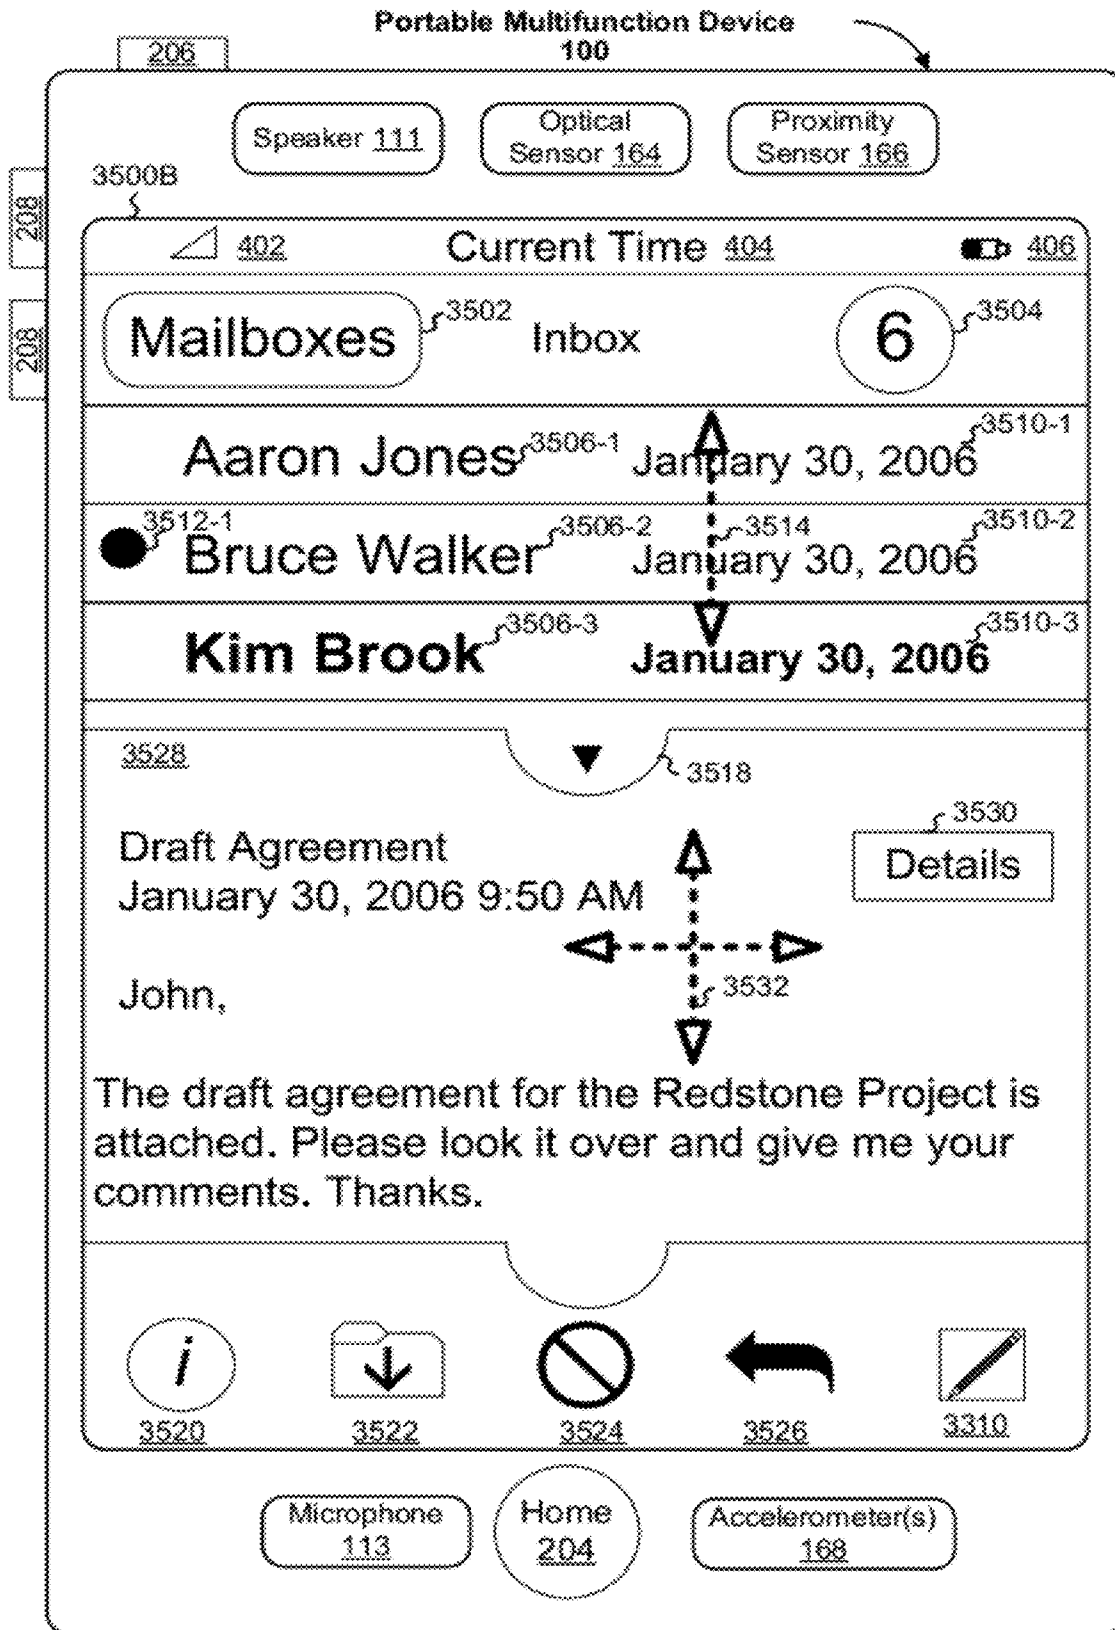 Portable Multifunction Device
100
206
Speaker 111
Optical
Sensor 164
Proximity
Sensor 166
3500B
208
208
402 Current Time 404 406
Mailboxes 3502 Inbox 6 3504
Aaron Jones 3506-1 January 30, 2006 3510-1
3512-1 Bruce Walker 3506-2 January 30, 2006 3514 3510-2
Kim Brook 3506-3 January 30, 2006 3510-3
3528
3518
3530
Draft Agreement
Details
January 30, 2006 9:50 AM
3532
John,
The draft agreement for the Redstone Project is
attached. Please look it over and give me your
comments. Thanks.
i
3520 3522 3524 3526 3310
Microphone
113
Home
204
Accelerometer(s)
168